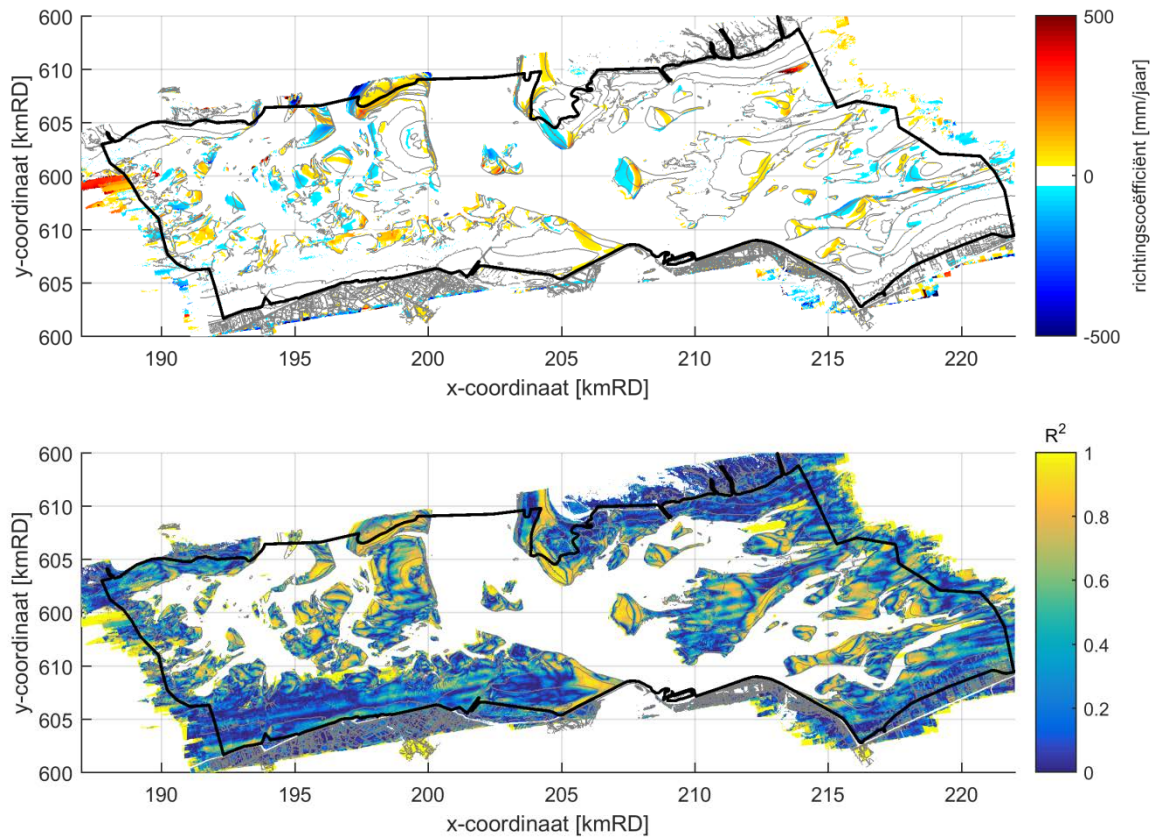 600
610
605
600
610
605
600
y-coordinaat [kmRD]
190 195 200 205 210 215 220
x-coordinaat [kmRD]
500
0
-500
richtingscoëfficiënt [mm/jaar]
R2
600
610
605
600
610
605
600
y-coordinaat [kmRD]
190 195 200 205 210 215 220
x-coordinaat [kmRD]
1
0.8
0.6
0.4
0.2
0